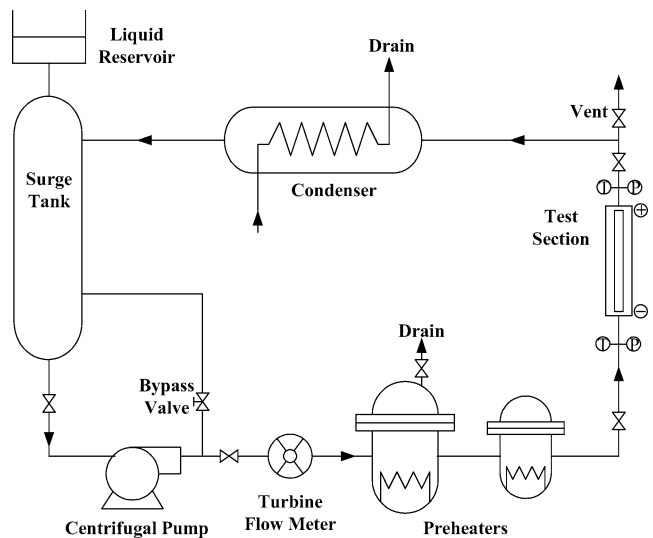 Liquid
Reservoir
Drain
Vent
Condenser
Surge
Tank
T P
Test
Section
+
−
T P
Drain
Bypass
Valve
Centrifugal Pump
Turbine
Flow Meter
Preheaters